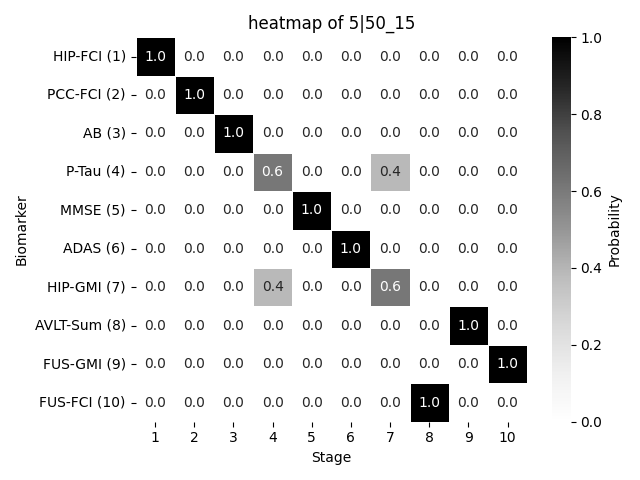 heatmap of 5|50_15
HIP-FCI (1) 1.0 0.0 0.0 0.0 0.0 0.0 0.0 0.0 0.0 0.0
PCC-FCI (2) 0.0 1.0 0.0 0.0 0.0 0.0 0.0 0.0 0.0 0.0
AB (3) 0.0 0.0 1.0 0.0 0.0 0.0 0.0 0.0 0.0 0.0
P-Tau (4) 0.0 0.0 0.0 0.6 0.0 0.0 0.4 0.0 0.0 0.0
MMSE (5) 0.0 0.0 0.0 0.0 1.0 0.0 0.0 0.0 0.0 0.0
ADAS (6) 0.0 0.0 0.0 0.0 0.0 1.0 0.0 0.0 0.0 0.0
HIP-GMI (7) 0.0 0.0 0.0 0.4 0.0 0.0 0.6 0.0 0.0 0.0
AVLT-Sum (8) 0.0 0.0 0.0 0.0 0.0 0.0 0.0 0.0 1.0 0.0
FUS-GMI (9) 0.0 0.0 0.0 0.0 0.0 0.0 0.0 0.0 0.0 1.0
FUS-FCI (10) 0.0 0.0 0.0 0.0 0.0 0.0 0.0 1.0 0.0 0.0
1 2 3 4 5 6 7 8 9 10
Stage
Biomarker
1.0
0.8
0.6
0.4
0.2
0.0
Probability